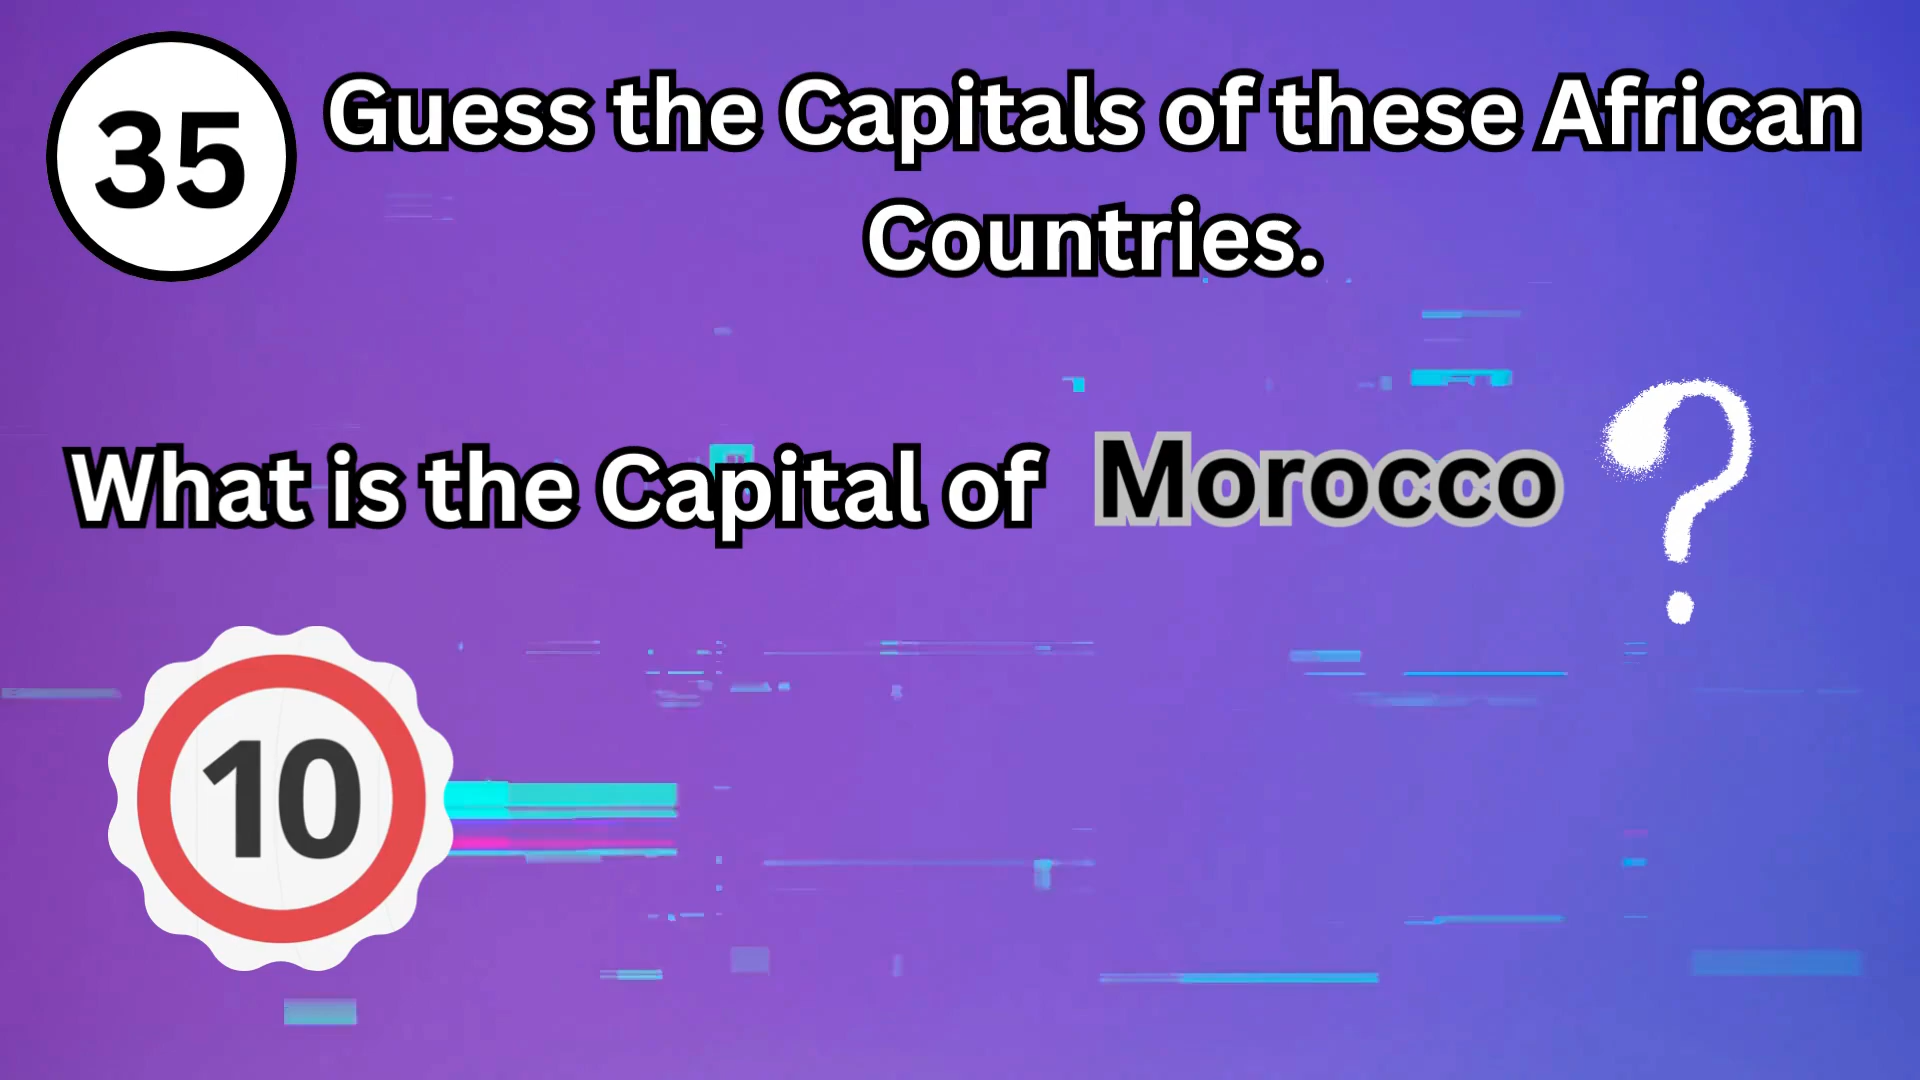 35
Guess the Capitals of these African
Countries.
What is the Capital of Morocco ?
10